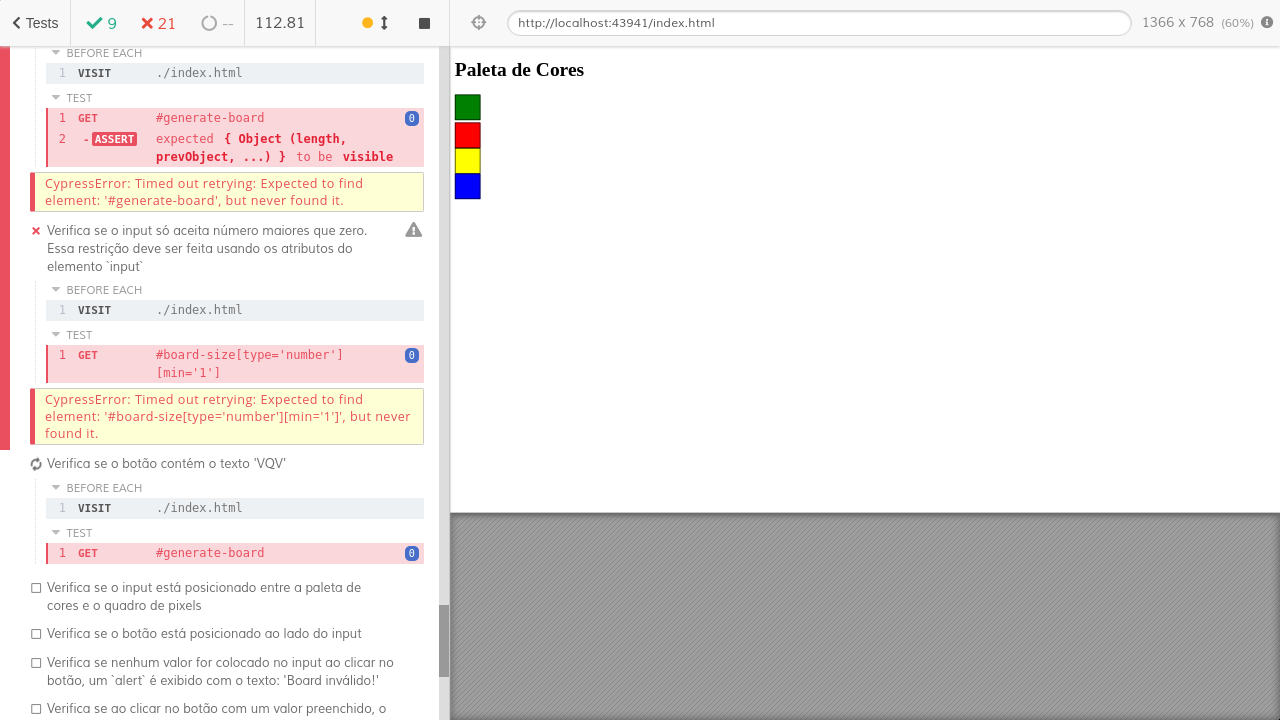 Tests 9 21 -- 112.81 http://localhost:43941/index.html 1366 x 768 (60%)
BEFORE EACH
1 VISIT ./index.html
TEST
1 GET #generate-board 0
2 - ASSERT expected { Object (length,
prevObject, ...) } to be visible
CypressError: Timed out retrying: Expected to find
element: '#generate-board', but never found it.
Verifica se o input só aceita número maiores que zero.
Essa restrição deve ser feita usando os atributos do
elemento `input`
BEFORE EACH
1 VISIT ./index.html
TEST
1 GET #board-size[type='number'] 0
[min='1']
CypressError: Timed out retrying: Expected to find
element: '#board-size[type='number'][min='1']', but never
found it.
Verifica se o botão contém o texto 'VQV'
BEFORE EACH
1 VISIT ./index.html
TEST
1 GET #generate-board 0
Verifica se o input está posicionado entre a paleta de
cores e o quadro de pixels
Verifica se o botão está posicionado ao lado do input
Verifica se nenhum valor for colocado no input ao clicar no
botão, um `alert` é exibido com o texto: 'Board inválido!'
Verifica se ao clicar no botão com um valor preenchido, o
Paleta de Cores